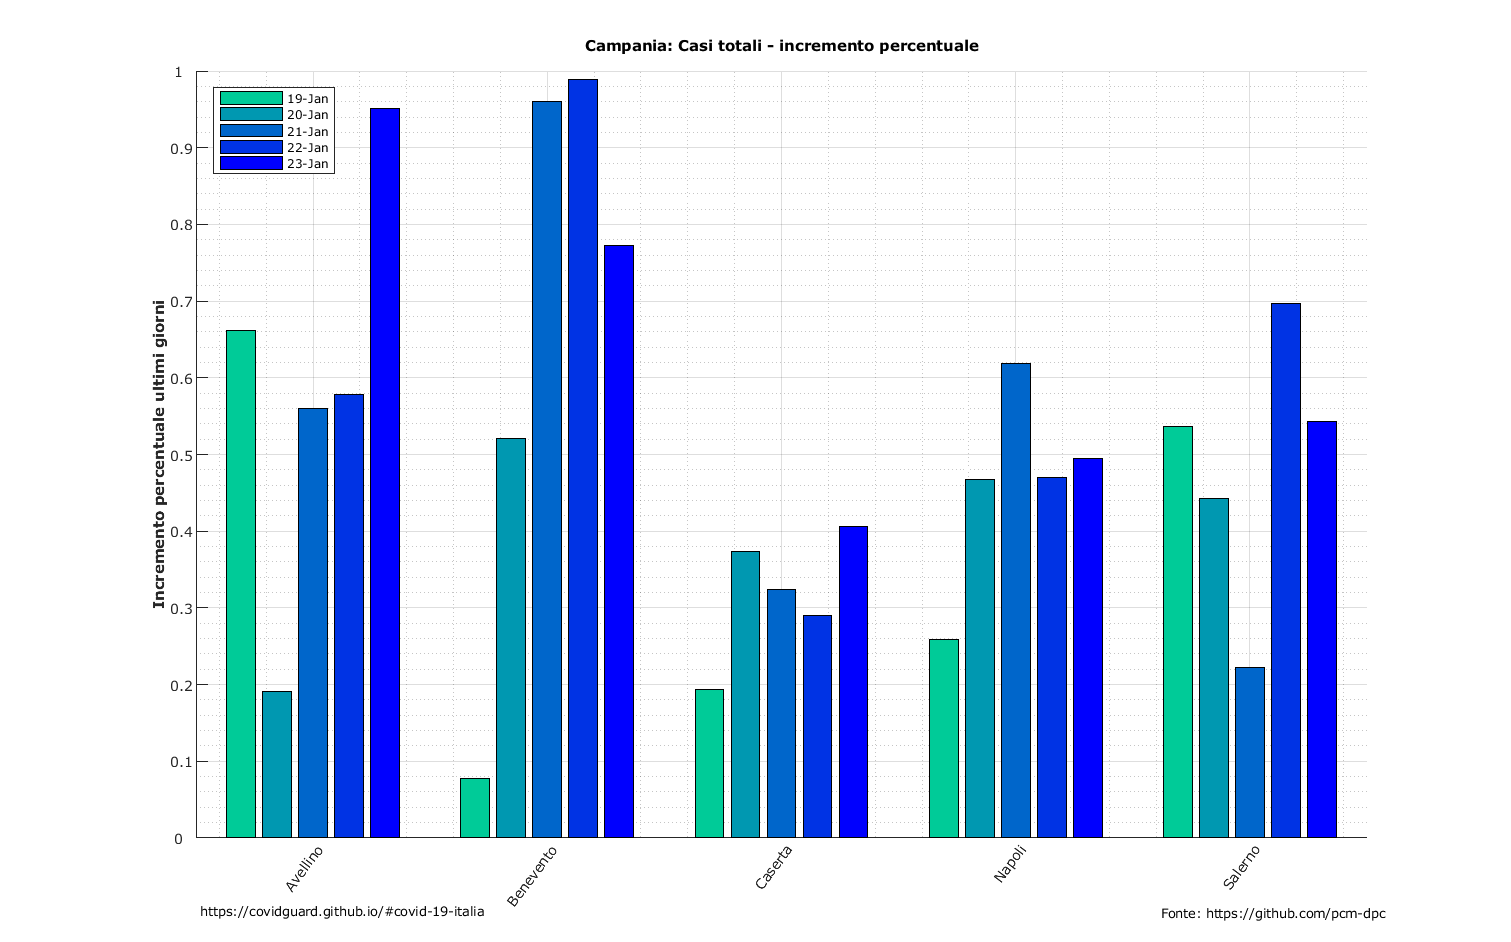 Campania: Casi totali - incremento percentuale
1
0.9
0.8
0.7
0.6
0.5
0.4
0.3
0.2
0.1
0
Incremento percentuale ultimi giorni
19-Jan
20-Jan
21-Jan
22-Jan
23-Jan
Avellino
Benevento
Caserta
Napoli
Salerno
https://covidguard.github.io/#covid-19-italia
Fonte: https://github.com/pcm-dpc